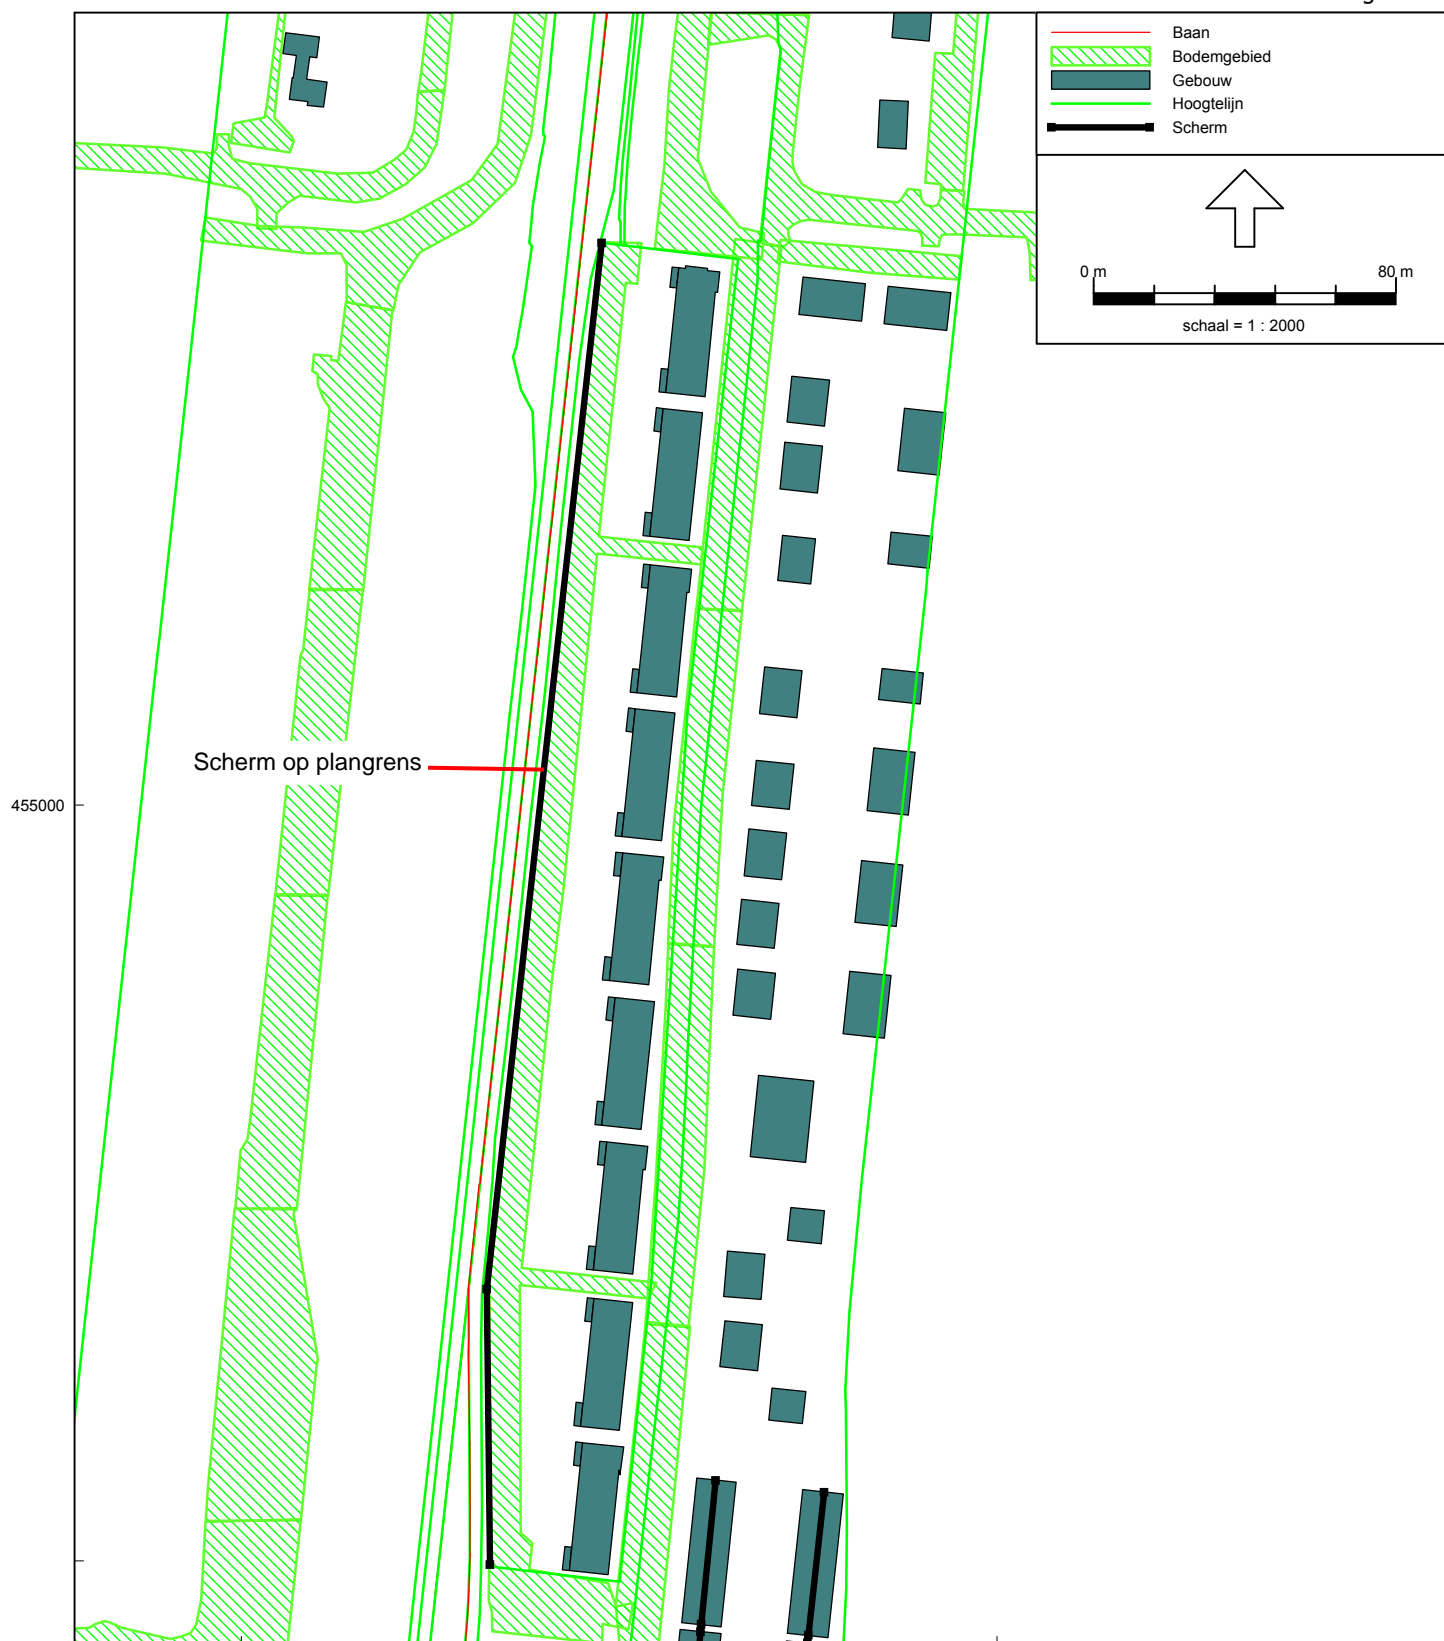 Baan
Bodemgebied
Gebouw
Hoogtelijn
Scherm
0 m
80 m
schaal = 1 : 2000
Scherm op plangrens
455000